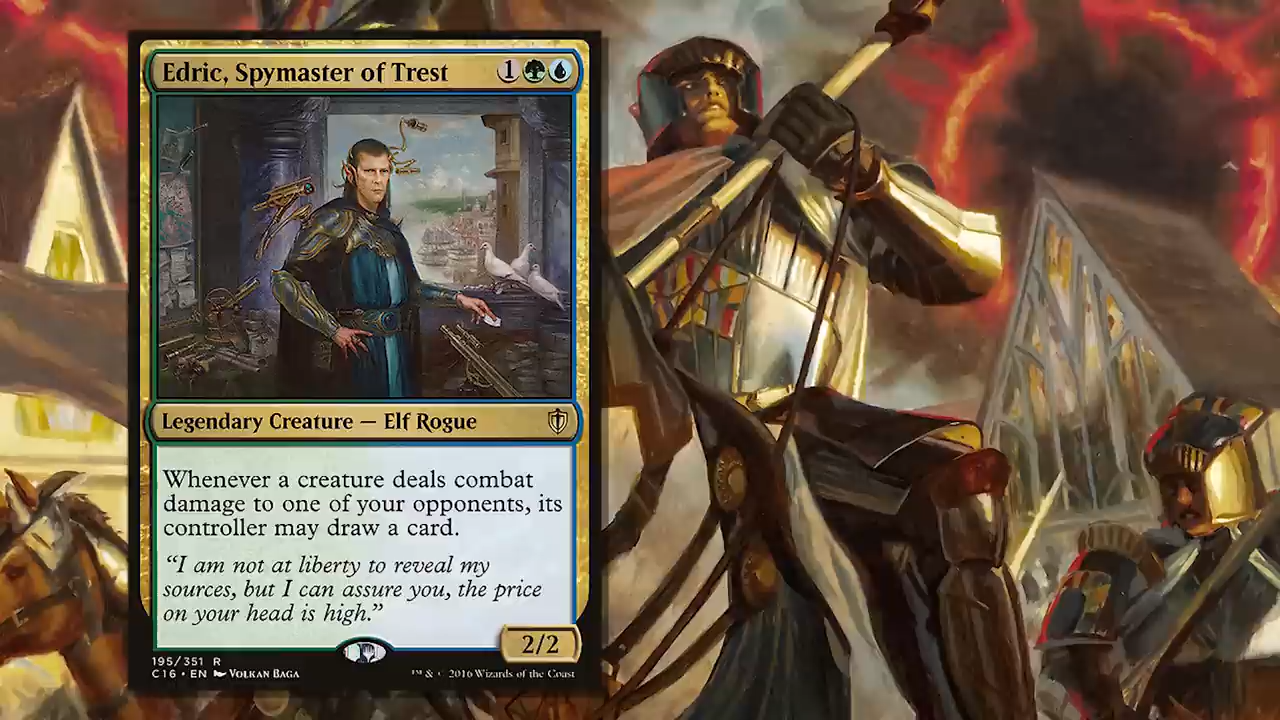 Edric, Spymaster of Trest 1
Legendary Creature — Elf Rogue
Whenever a creature deals combat
damage to one of your opponents, its
controller may draw a card.
“I am not at liberty to reveal my
sources, but I can assure you, the price
on your head is high.”
2/2
195/351 R
C16 • EN VOLKAN BAGA
™ & © 2016 Wizards of the Coast